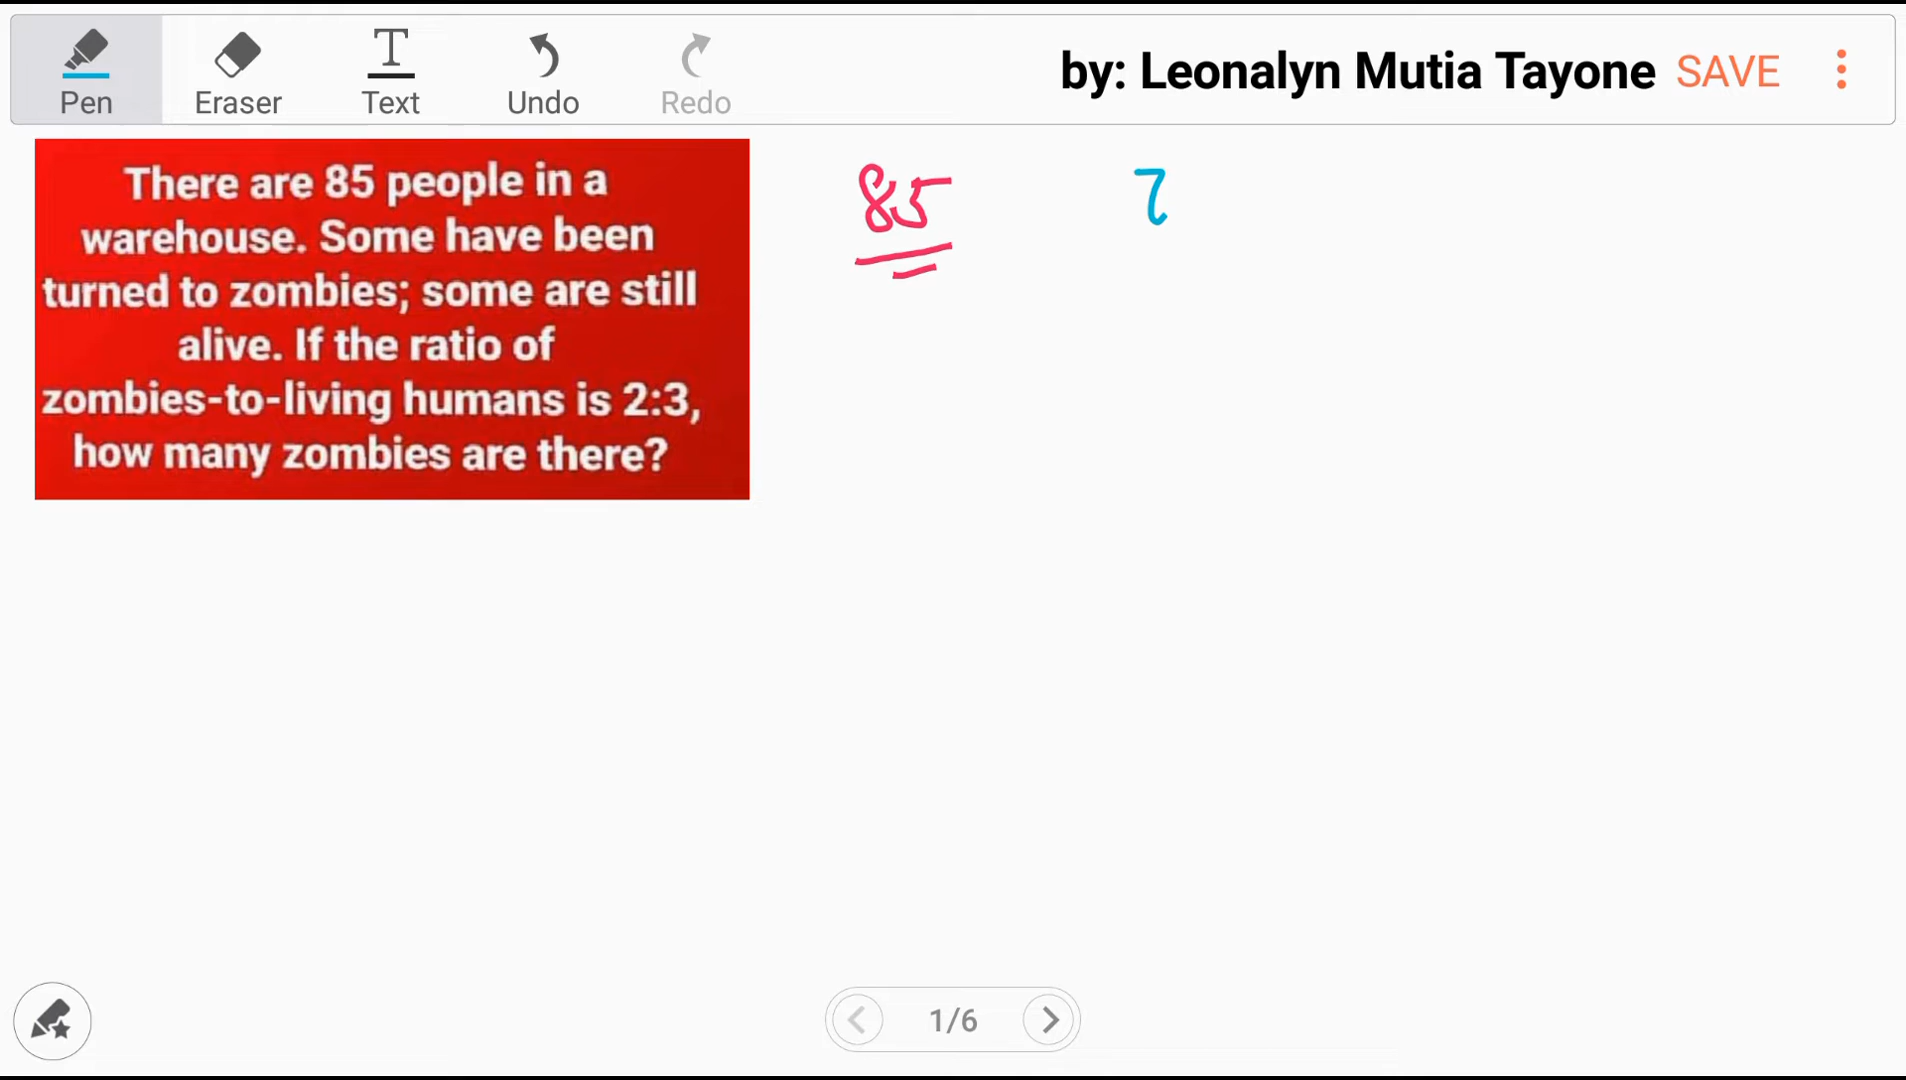 Pen
Eraser
T
Text
Undo
Redo
by: Leonalyn Mutia Tayone
SAVE
There are 85 people in a
warehouse. Some have been
turned to zombies; some are still
alive. If the ratio of
zombies-to-living humans is 2:3,
how many zombies are there?
85
1/6